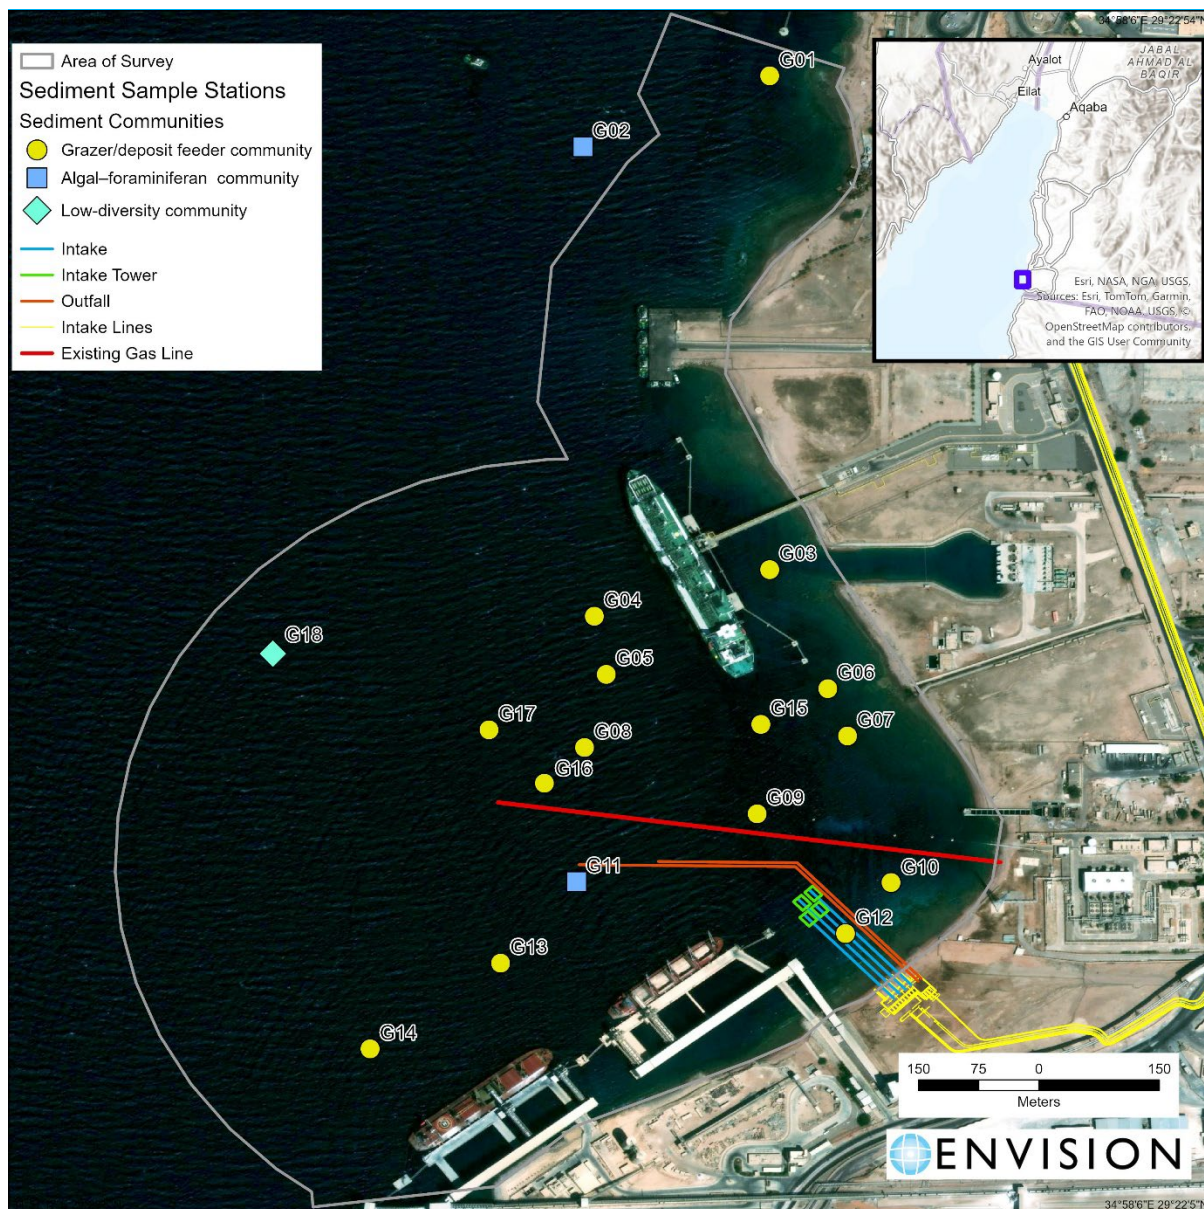 34°58'6"E 29°22'54"N
Area of Survey
Sediment Sample Stations
Sediment Communities
Grazer/deposit feeder community
Algal–foraminiferan community
Low-diversity community
Intake
Intake Tower
Outfall
Intake Lines
Existing Gas Line
JABAL
AHMAD AL
BAQIR
Ayalot
Eilat
Aqaba
Esri, NASA, NGA, USGS,
Sources: Esri, TomTom, Garmin,
FAO, NOAA, USGS, ©
OpenStreetMap contributors,
and the GIS User Community
G01
G02
G03
G04
G18
G05
G06
G17
G15
G07
G08
G16
G09
G11
G10
G12
G13
G14
150 75 0 150
Meters
ENVISION
34°58'6"E 29°22'5"N